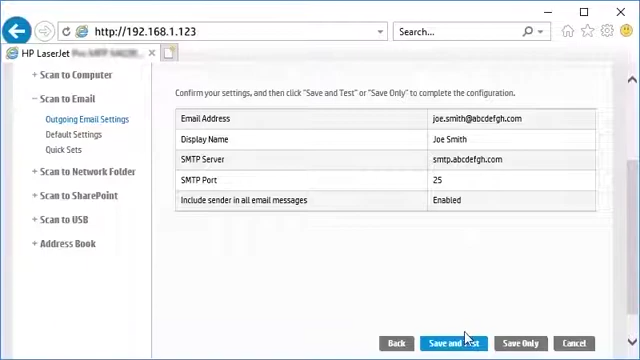 http://192.168.1.123
Search...
HP LaserJet
Scan to Computer
Scan to Email
Outgoing Email Settings
Default Settings
Quick Sets
Scan to Network Folder
Scan to SharePoint
Scan to USB
Address Book
Confirm your settings, and then click "Save and Test" or "Save Only" to complete the configuration.
Email Address joe.smith@abcdefgh.com
Display Name Joe Smith
SMTP Server smtp.abcdefgh.com
SMTP Port 25
Include sender in all email messages Enabled
Back Save and Test Save Only Cancel